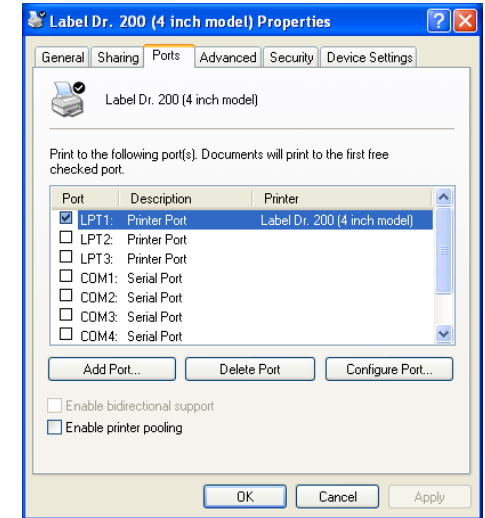 Label Dr. 200 (4 inch model) Properties
General Sharing Ports Advanced Security Device Settings
Label Dr. 200 (4 inch model)
Print to the following port(s). Documents will print to the first free
checked port.
Port Description Printer
LPT1: Printer Port Label Dr. 200 (4 inch model)
LPT2: Printer Port
LPT3: Printer Port
COM1: Serial Port
COM2: Serial Port
COM3: Serial Port
COM4: Serial Port
Add Port... Delete Port Configure Port...
Enable bidirectional support
Enable printer pooling
OK Cancel Apply